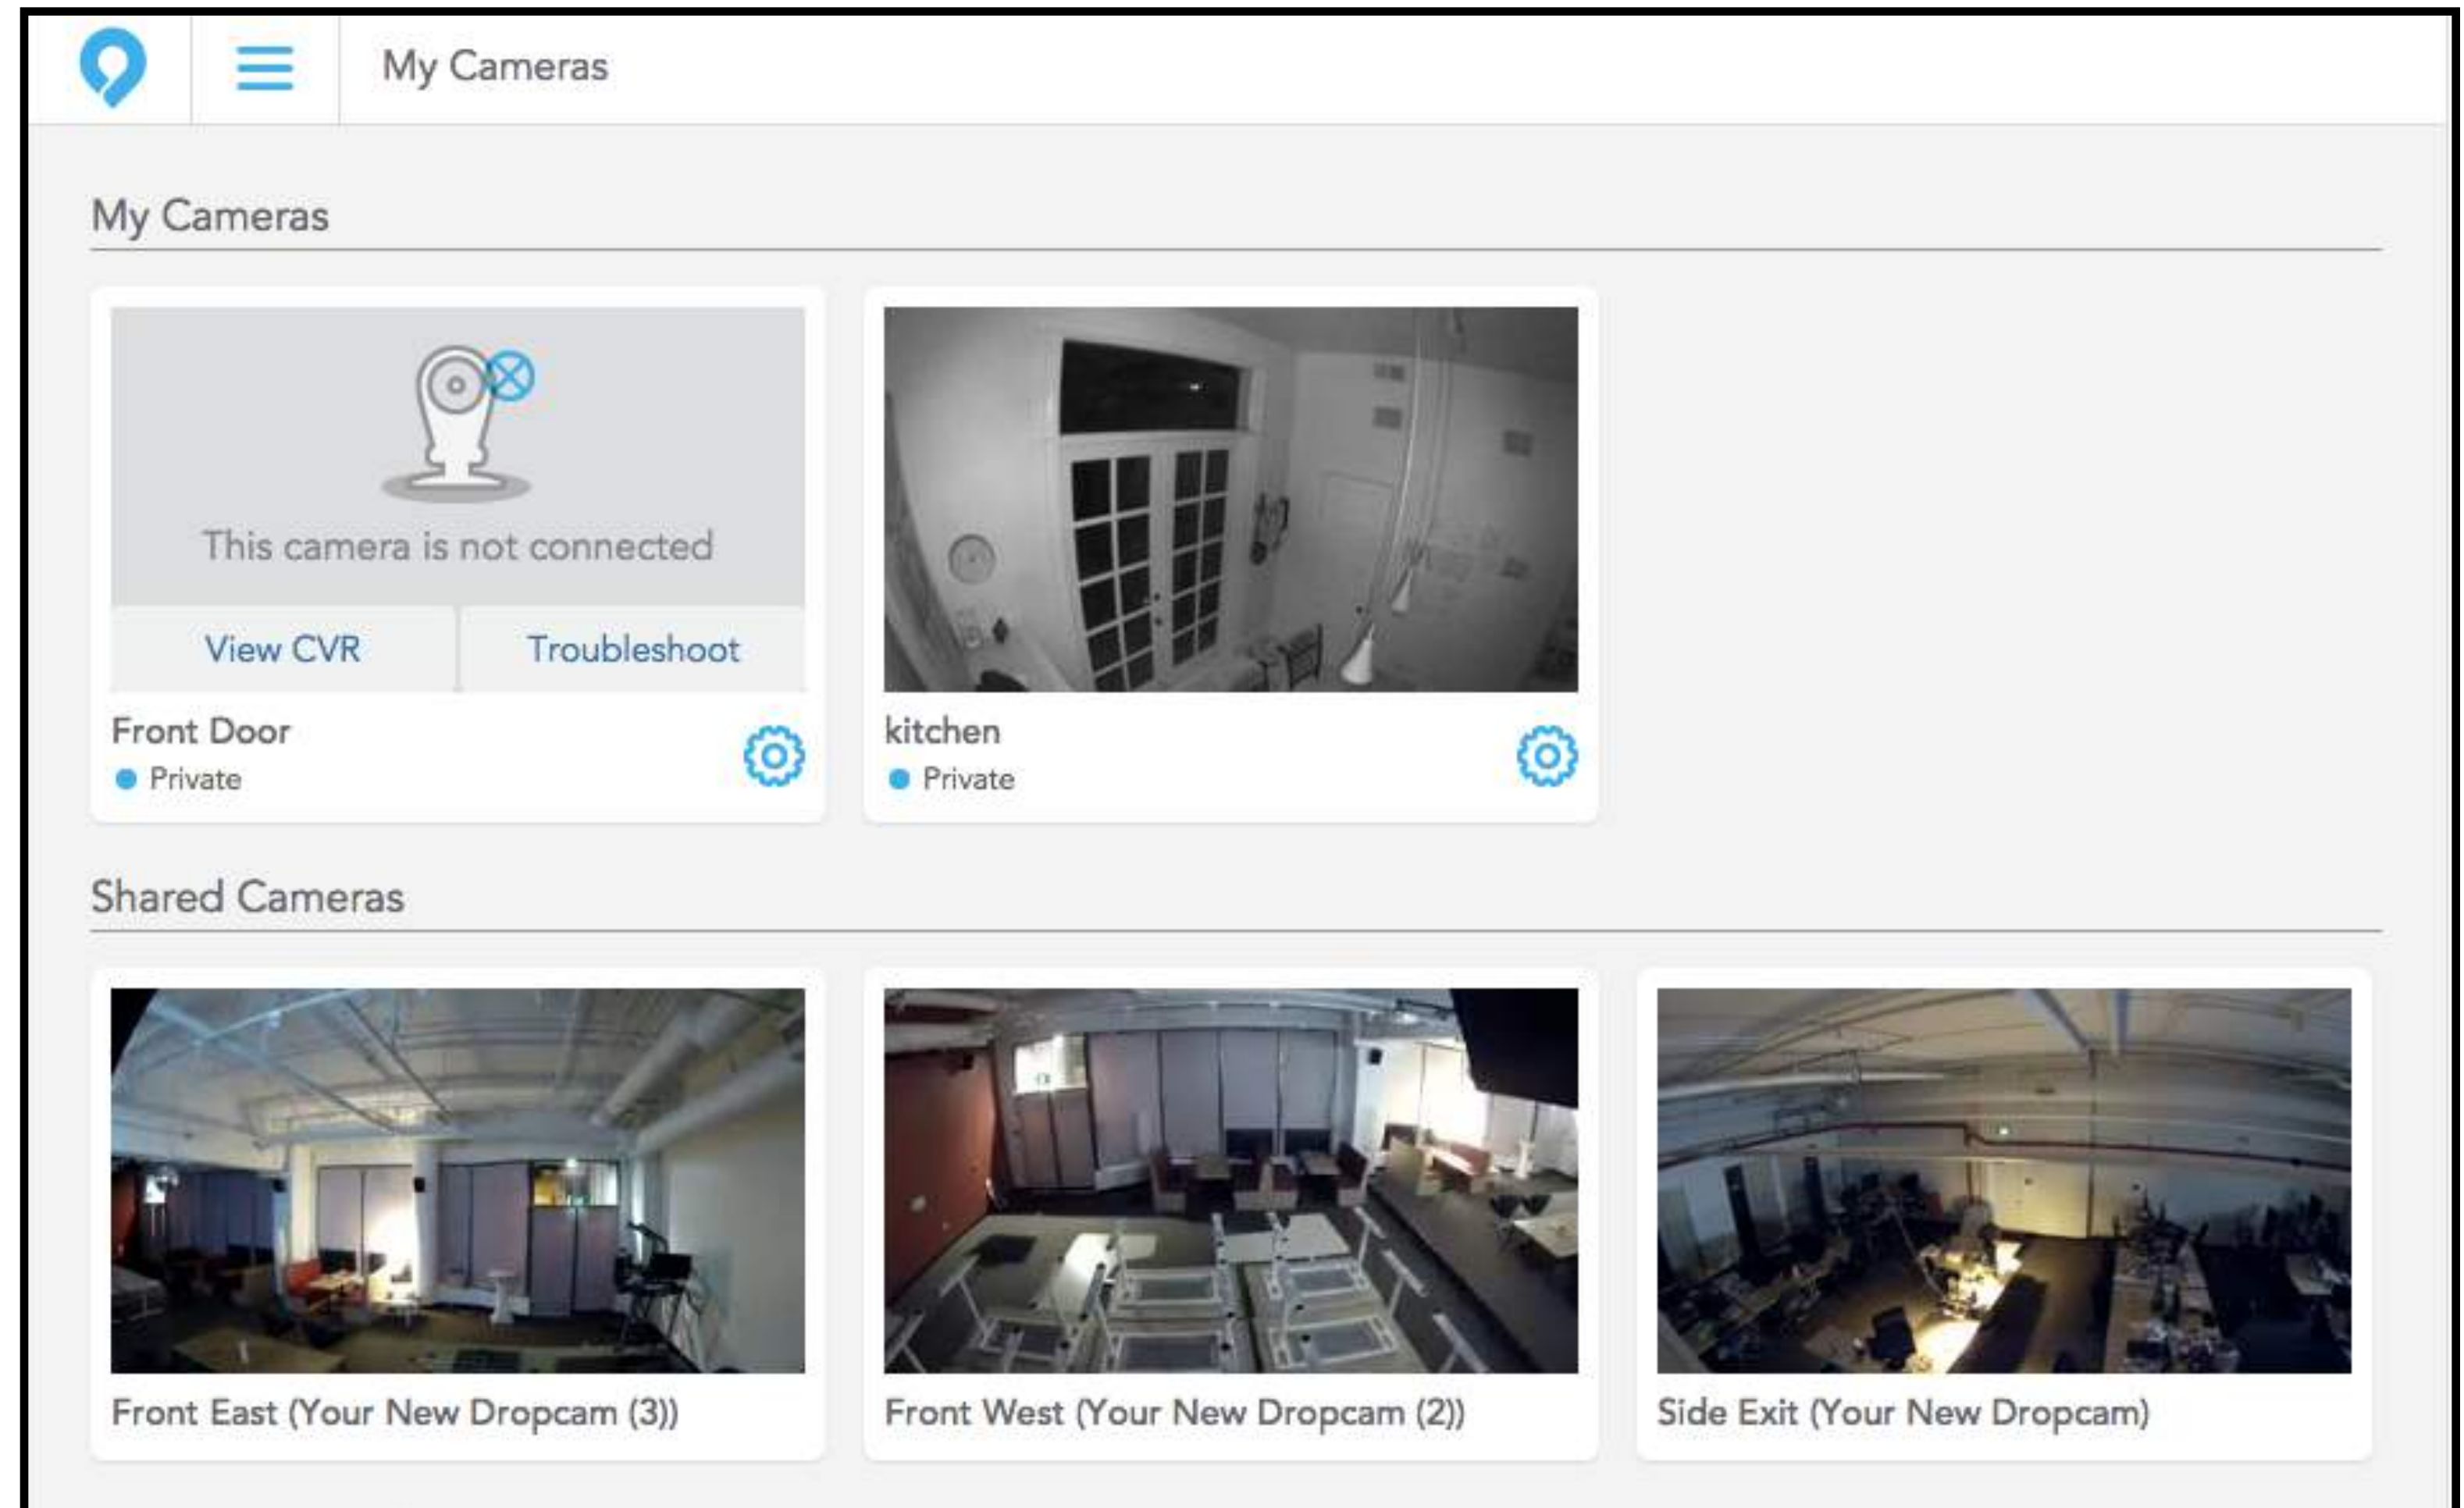 My Cameras
My Cameras
This camera is not connected
View CVR
Troubleshoot
Front Door
Private
kitchen
Private
Shared Cameras
Front East (Your New Dropcam (3))
Front West (Your New Dropcam (2))
Side Exit (Your New Dropcam)